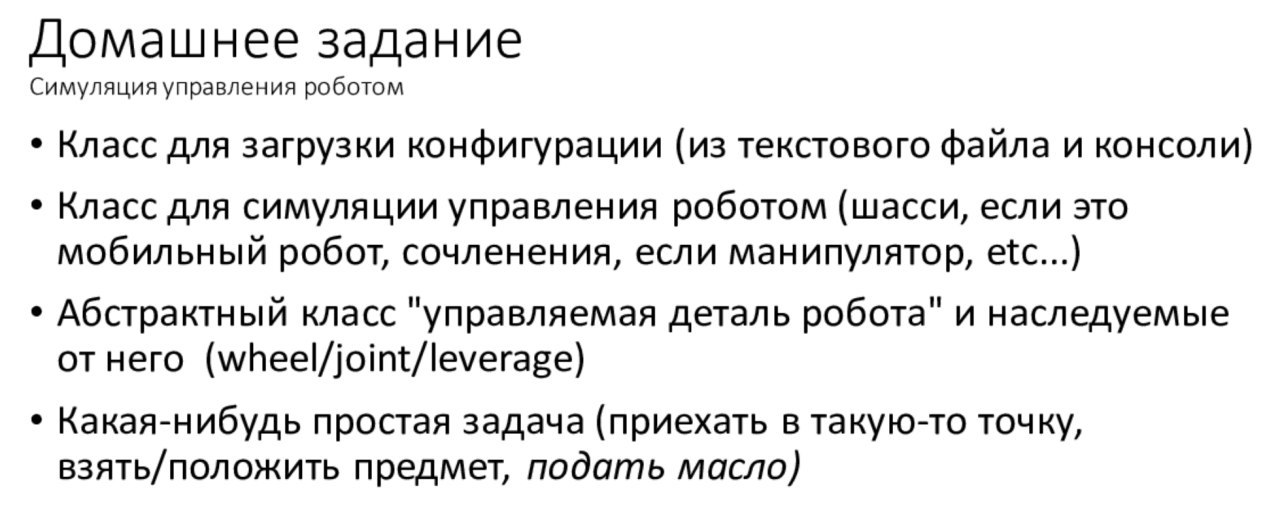 Домашнее задание
Симуляция управления роботом
• Класс для загрузки конфигурации (из текстового файла и консоли)
• Класс для симуляции управления роботом (шасси, если это
мобильный робот, сочленения, если манипулятор, etc...)
• Абстрактный класс "управляемая деталь робота" и наследуемые
от него (wheel/joint/leverage)
• Какая-нибудь простая задача (приехать в такую-то точку,
взять/положить предмет, подать масло)